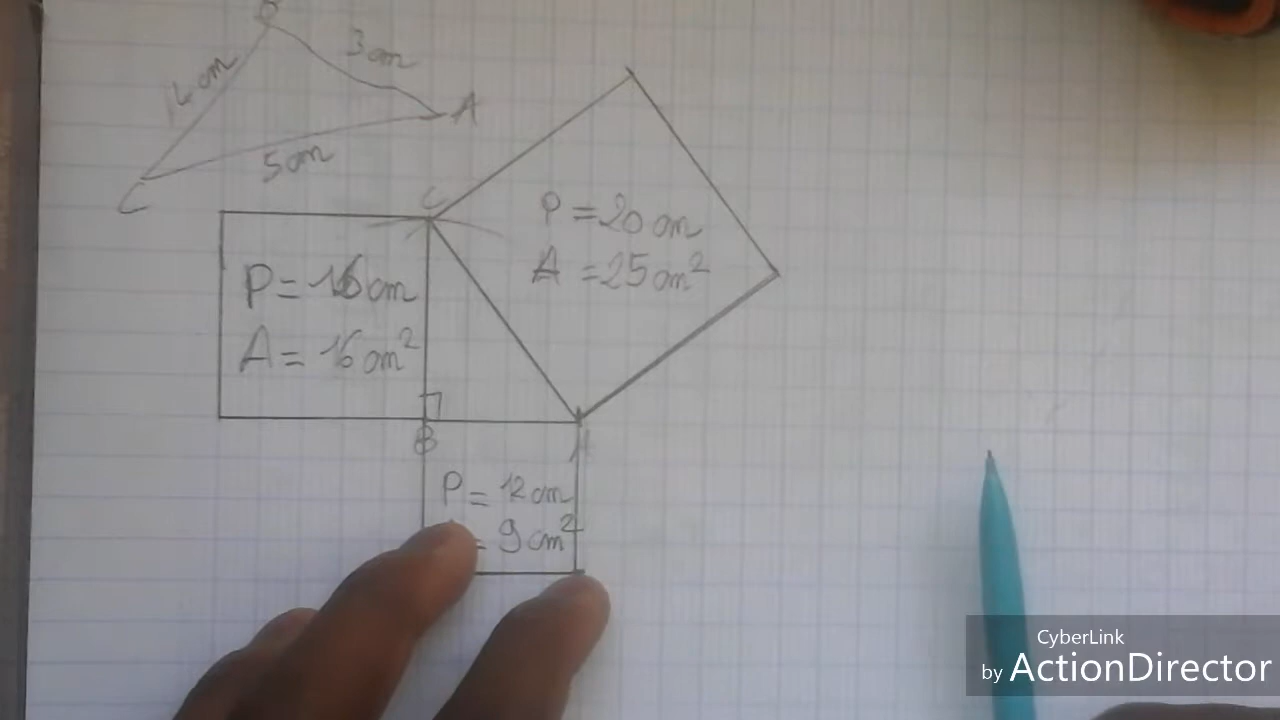 B
3 cm
14 cm
A
5 cm
C
C
P = 20 cm
A = 25 cm²
P = 16 cm
A = 16 cm²
B
A
P = 12 cm
= 9 cm²
CyberLink
by ActionDirector